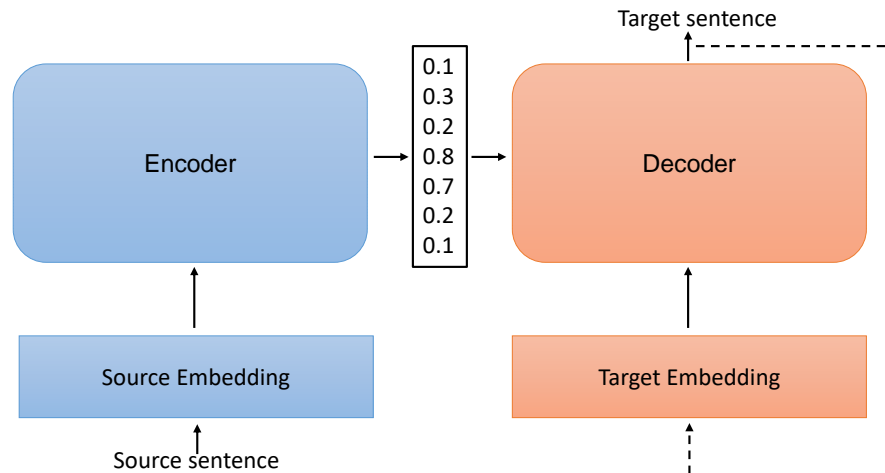 Target sentence
Encoder
0.1
0.3
0.2
0.8
0.7
0.2
0.1
Decoder
Source Embedding
Target Embedding
Source sentence